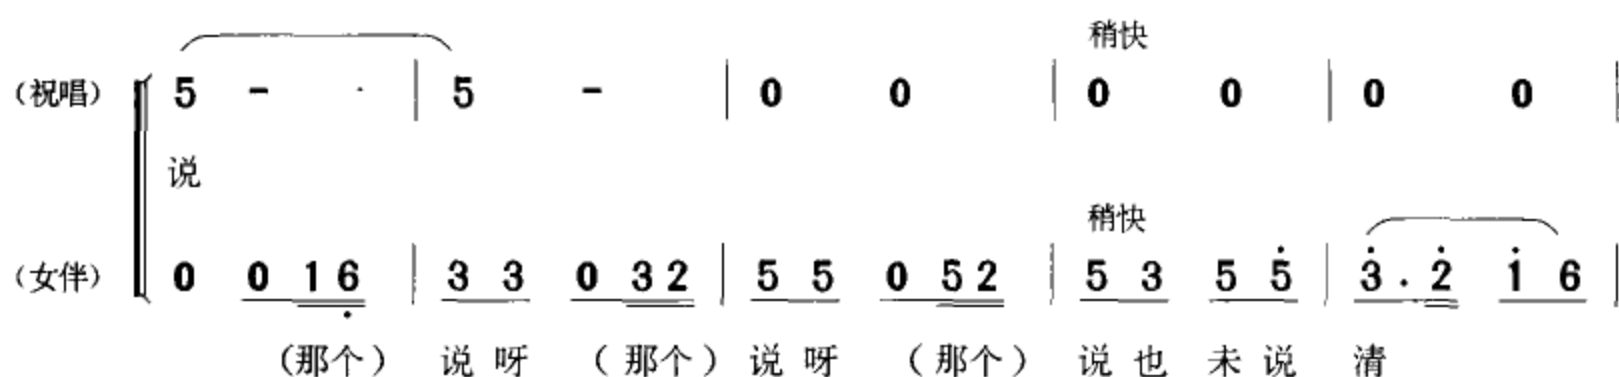 稍快
(祝唱) 5 - · | 5 - | 0 0 | 0 0 | 0 0 |
说
稍快
(女伴) 0 0 1 6 | 3 3 0 3 2 | 5 5 0 5 2 | 5 3 5 5 | 3 . 2 1 6 |
(那个) 说呀 (那个) 说呀 (那个) 说也 未说 清